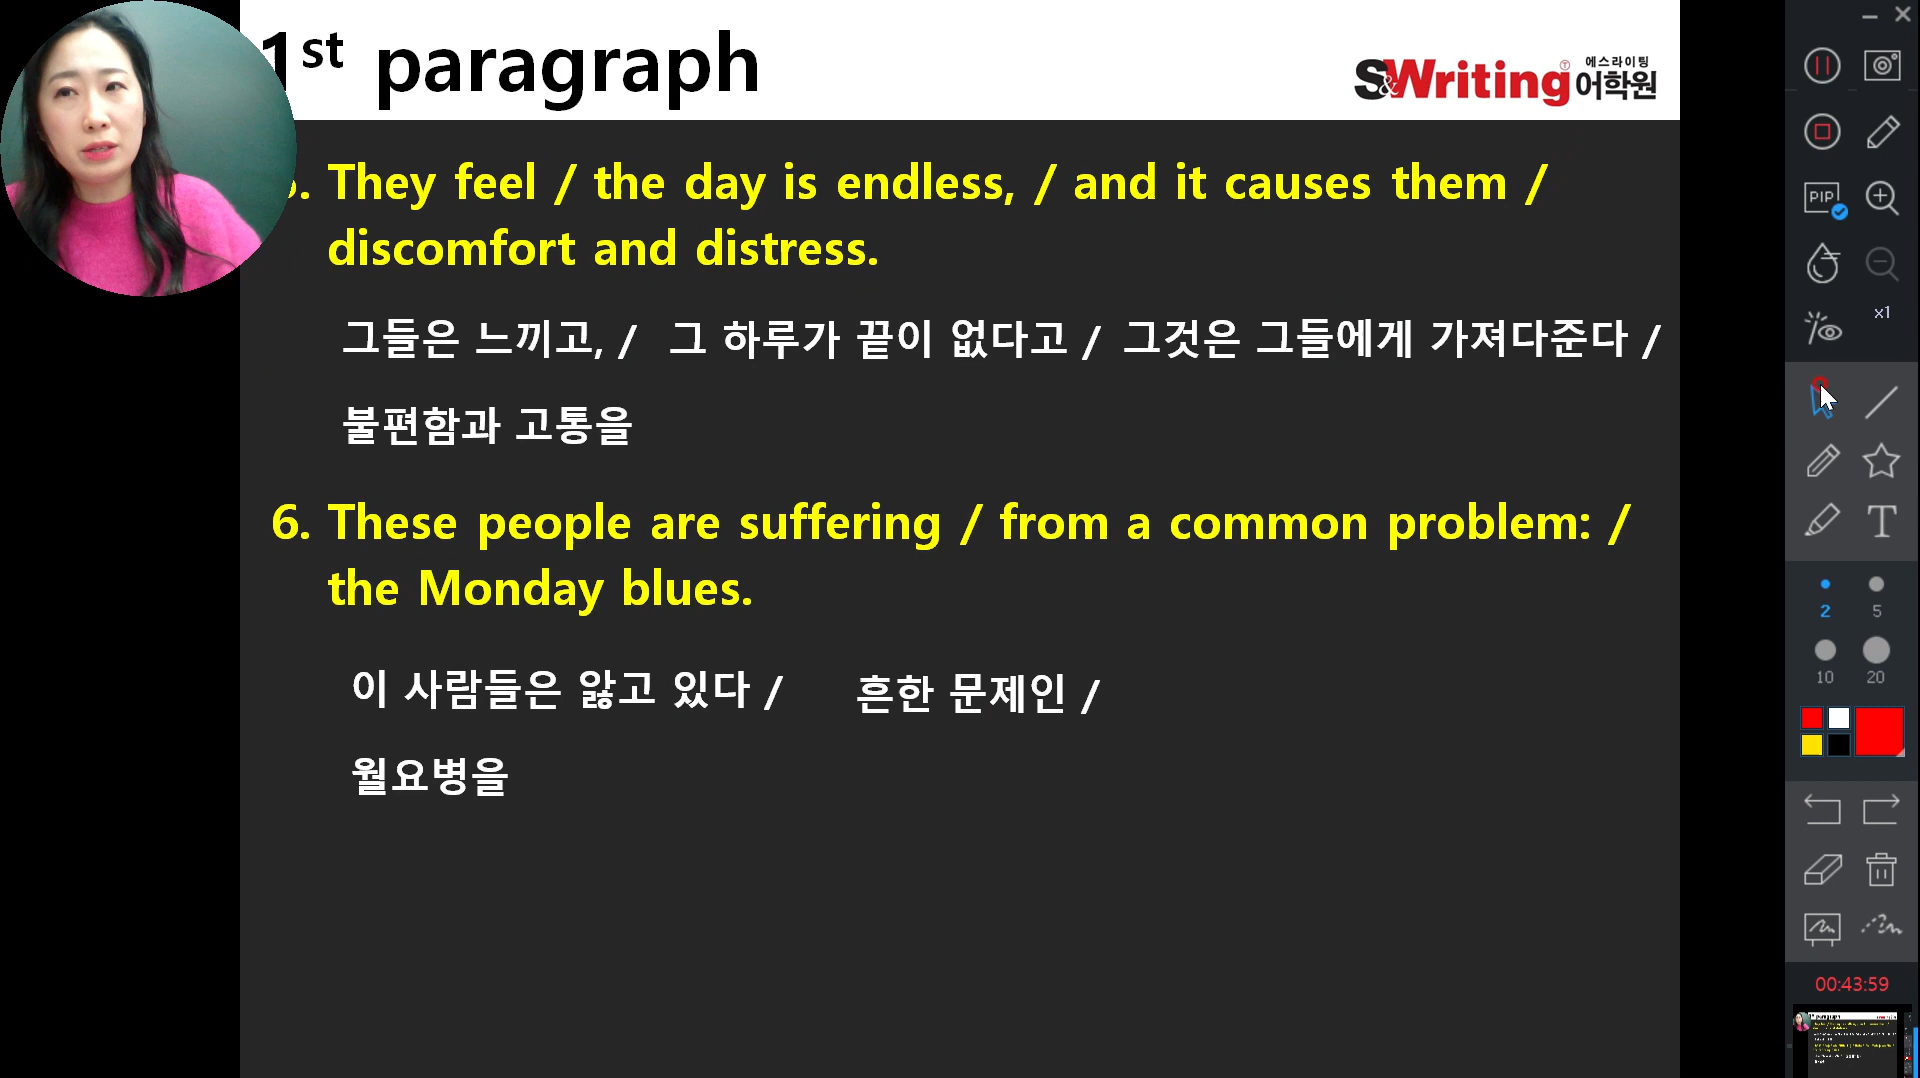 1st paragraph
S&Writing 에스라이팅 어학원
. They feel / the day is endless, / and it causes them /
discomfort and distress.
그들은 느끼고, / 그 하루가 끝이 없다고 / 그것은 그들에게 가져다준다 /
불편함과 고통을
6. These people are suffering / from a common problem: /
the Monday blues.
이 사람들은 앓고 있다 / 흔한 문제인 /
월요병을
PIP
x1
T
2 5
10 20
00:43:59